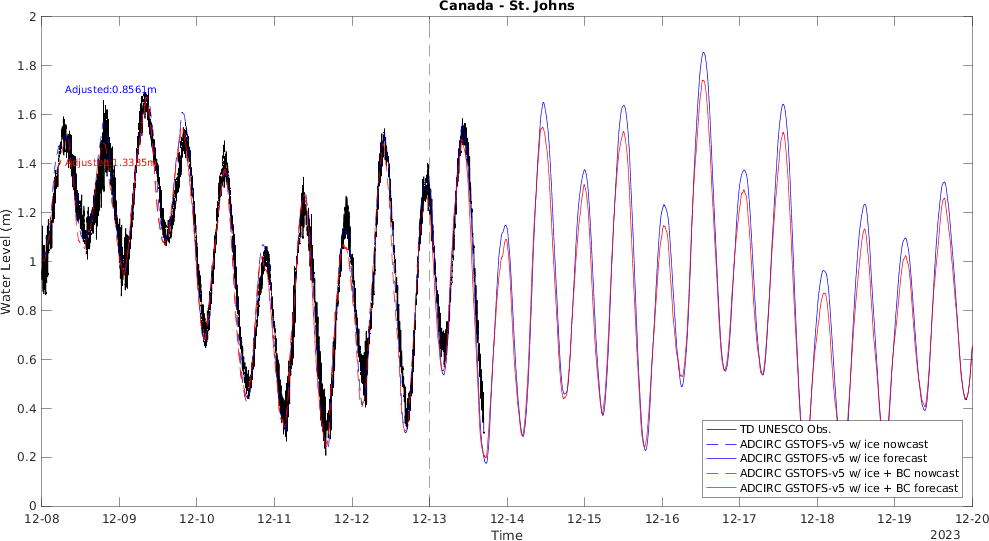 Canada - St. Johns
Water Level (m)
2
1.8
1.6
1.4
1.2
1
0.8
0.6
0.4
0.2
0
Adjusted:0.8561m
Adjusted:1.3335m
TD UNESCO Obs.
ADCIRC GSTOFS-v5 w/ ice nowcast
ADCIRC GSTOFS-v5 w/ ice forecast
ADCIRC GSTOFS-v5 w/ ice + BC nowcast
ADCIRC GSTOFS-v5 w/ ice + BC forecast
12-08 12-09 12-10 12-11 12-12 12-13 12-14 12-15 12-16 12-17 12-18 12-19 12-20
Time
2023